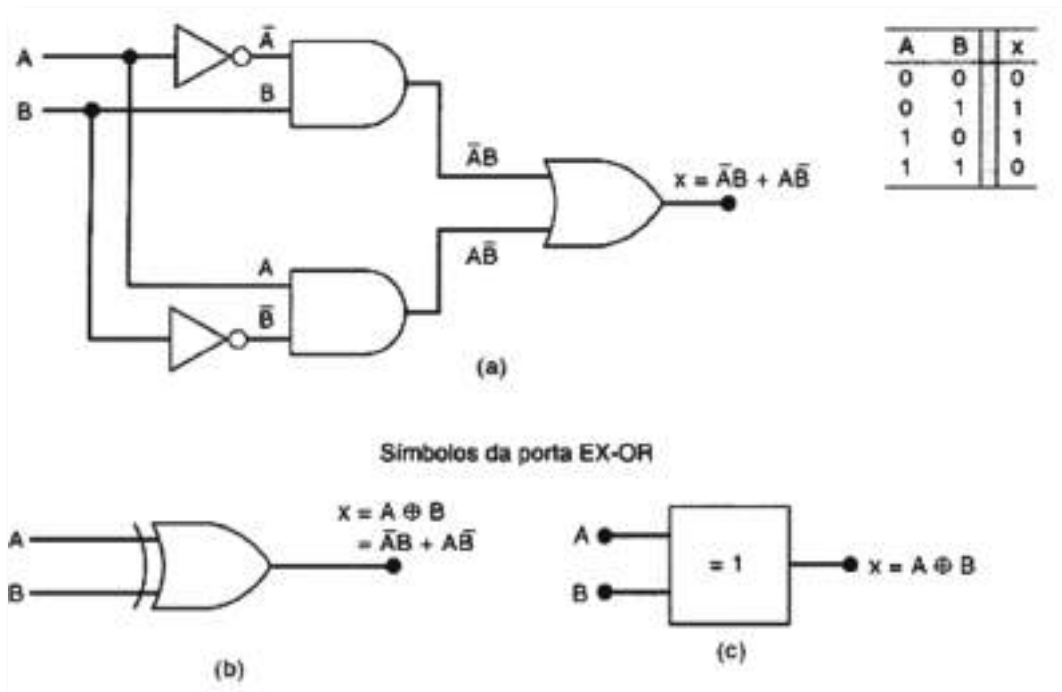 A
Ā
B
B
ĀB
x = ĀB + AB̄
AB̄
A
B̄
(a)
A B x
0 0 0
0 1 1
1 0 1
1 1 0
Símbolos da porta EX-OR
A
B
x = A ⊕ B
= ĀB + AB̄
(b)
A
B
= 1
x = A ⊕ B
(c)